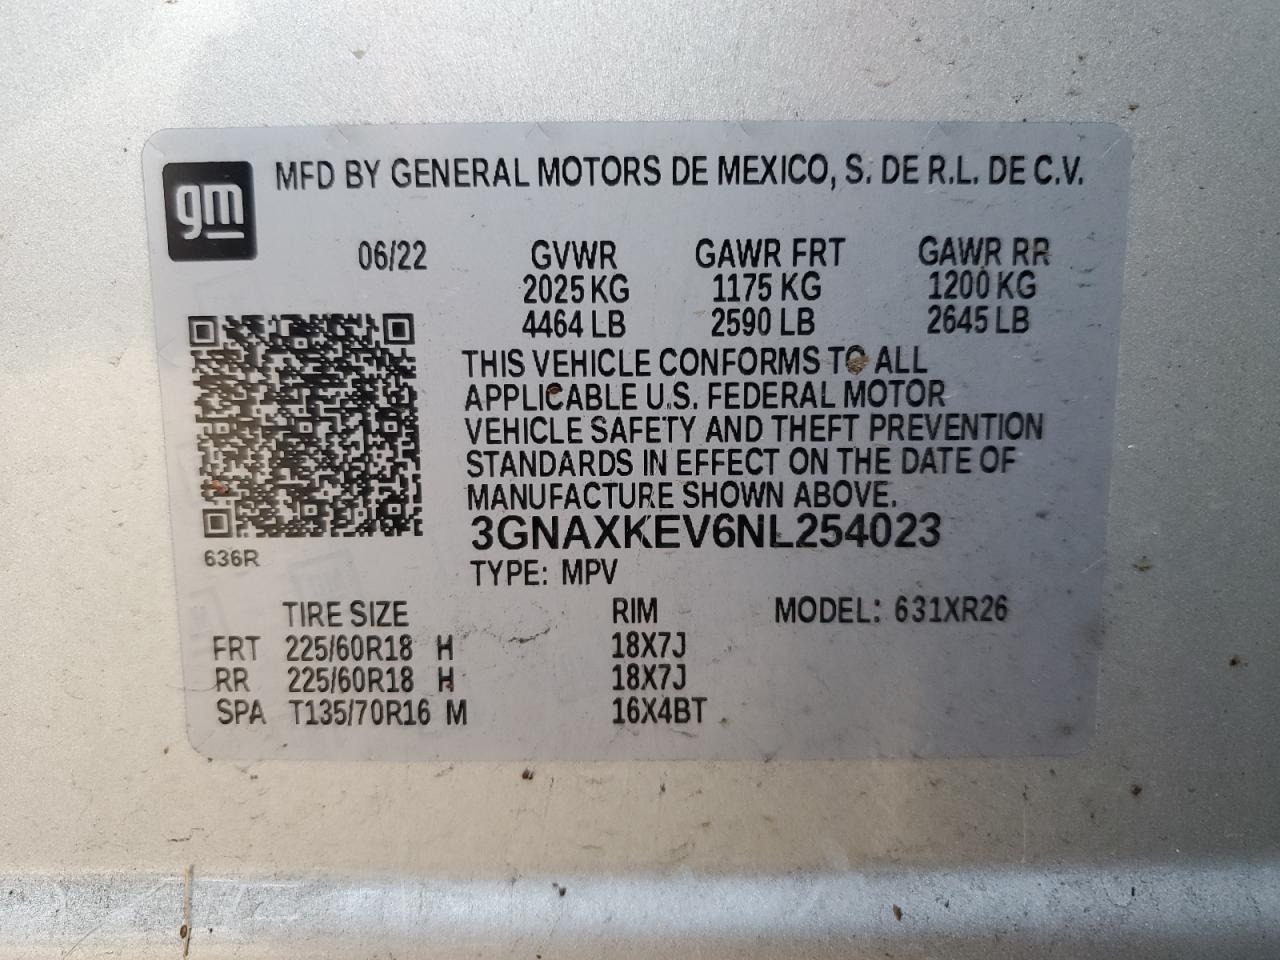 gm
MFD BY GENERAL MOTORS DE MEXICO, S. DE R.L. DE C.V.
06/22 GVWR GAWR FRT GAWR RR
2025 KG 1175 KG 1200 KG
4464 LB 2590 LB 2645 LB
THIS VEHICLE CONFORMS TO ALL
APPLICABLE U.S. FEDERAL MOTOR
VEHICLE SAFETY AND THEFT PREVENTION
STANDARDS IN EFFECT ON THE DATE OF
MANUFACTURE SHOWN ABOVE.
3GNAXKEV6NL254023
636R
TYPE: MPV
TIRE SIZE RIM MODEL: 631XR26
FRT 225/60R18 H 18X7J
RR 225/60R18 H 18X7J
SPA T135/70R16 M 16X4BT